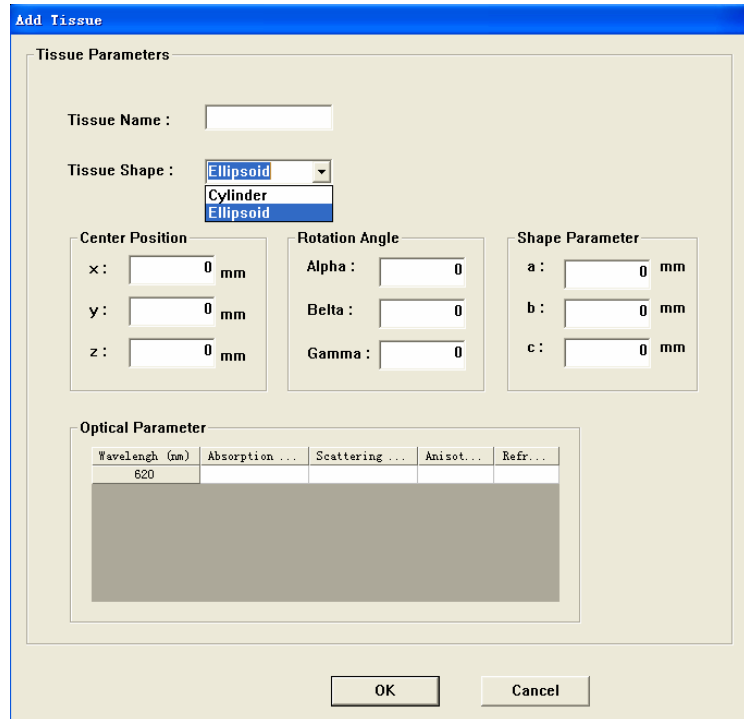 Add Tissue
Tissue Parameters
Tissue Name :
Tissue Shape : Ellipsoid
Cylinder
Ellipsoid
Center Position
x : 0 mm
y : 0 mm
z : 0 mm
Rotation Angle
Alpha : 0
Belta : 0
Gamma : 0
Shape Parameter
a : 0 mm
b : 0 mm
c : 0 mm
Optical Parameter
Wavelengh (nm) Absorption ... Scattering ... Anisot... Refr...
620
OK Cancel